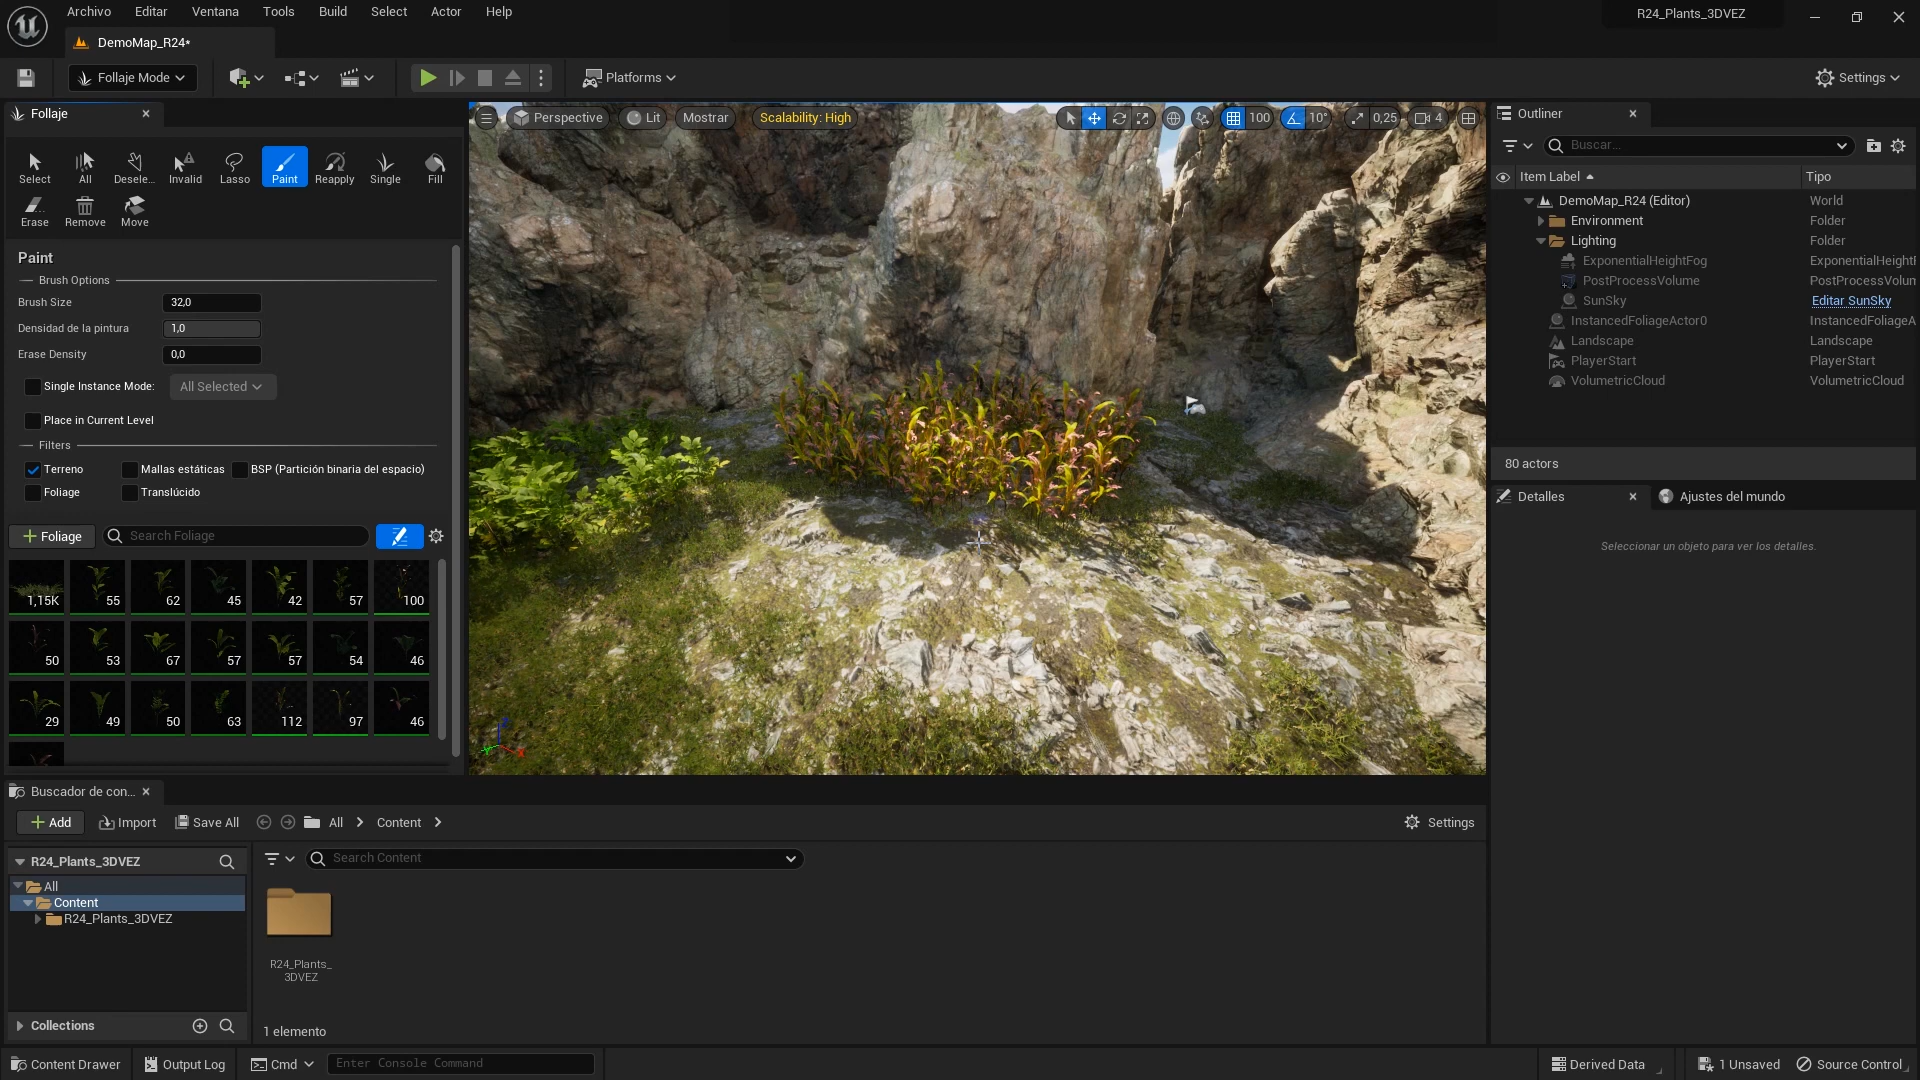 Archivo Editar Ventana Tools Build Select Actor Help
R24_Plants_3DVEZ
DemoMap_R24*
Follaje Mode
Platforms
Settings
Follaje
Select All Desele... Invalid Lasso Paint Reapply Single Fill
Erase Remove Move
Paint
Brush Options
Brush Size 32,0
Densidad de la pintura 1,0
Erase Density 0,0
Single Instance Mode: All Selected
Place in Current Level
Filters
Terreno Mallas estáticas BSP (Partición binaria del espacio)
Foliage Translúcido
Foliage Search Foliage
1,15K 55 62 45 42 57 100
50 53 67 57 57 54 46
29 49 50 63 112 97 46
Perspective Lit Mostrar Scalability: High
100 10° 0,25 4
Outliner
Buscar...
Item Label Tipo
DemoMap_R24 (Editor) World
Environment Folder
Lighting Folder
ExponentialHeightFog ExponentialHeightF
PostProcessVolume PostProcessVolum
SunSky Editar SunSky
InstancedFoliageActor0 InstancedFoliageA
Landscape Landscape
PlayerStart PlayerStart
VolumetricCloud VolumetricCloud
80 actors
Detalles Ajustes del mundo
Seleccionar un objeto para ver los detalles.
Buscador de con...
Add Import Save All All Content
Settings
R24_Plants_3DVEZ
Search Content
All
Content
R24_Plants_3DVEZ
R24_Plants_
3DVEZ
Collections
1 elemento
Content Drawer Output Log Cmd Enter Console Command
Derived Data 1 Unsaved Source Control